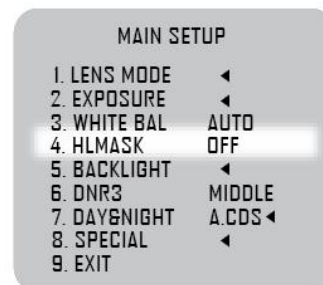 MAIN SETUP
1. LENS MODE ◄
2. EXPOSURE ◄
3. WHITE BAL AUTO
4. HLMASK OFF
5. BACKLIGHT ◄
6. DNR3 MIDDLE
7. DAY&NIGHT A.CDS◄
8. SPECIAL ◄
9. EXIT